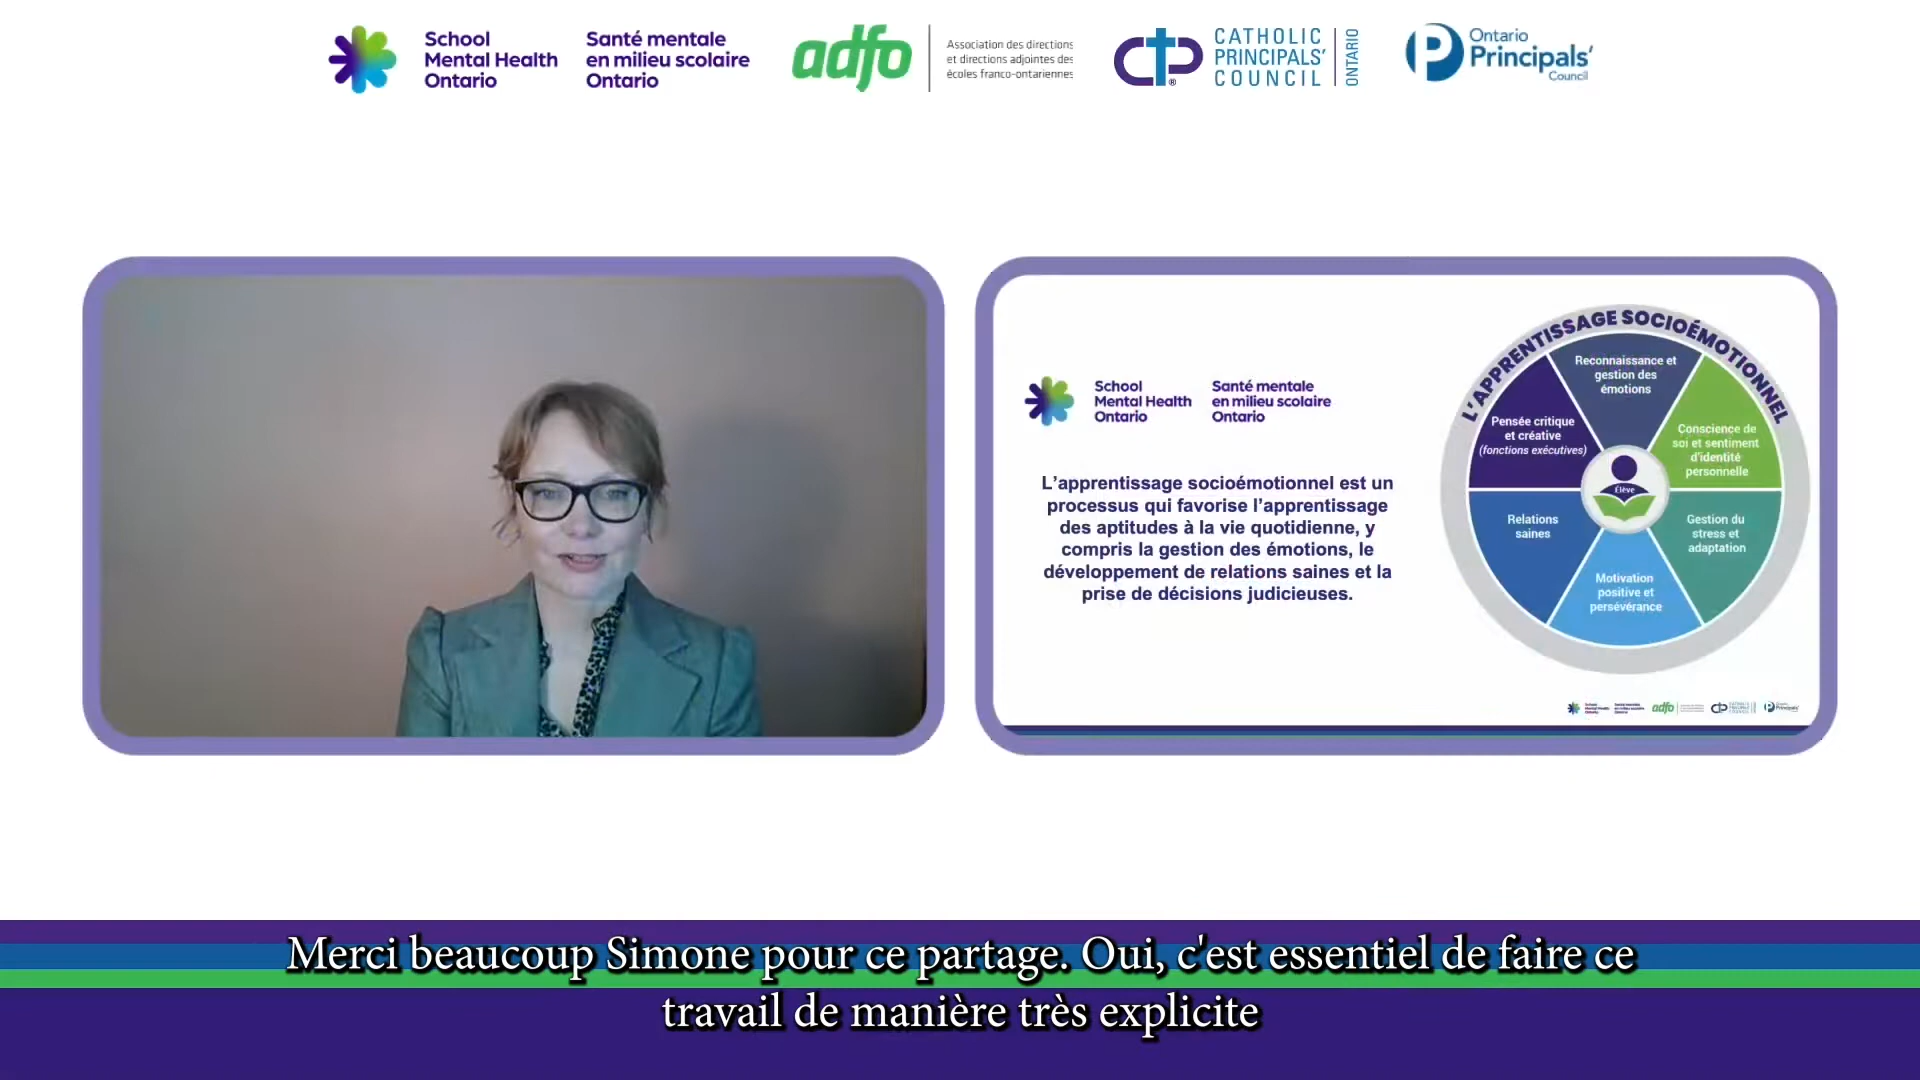 School
Mental Health
Ontario
Santé mentale
en milieu scolaire
Ontario
adfo
Association des directions
et directions adjointes des
écoles franco-ontariennes
CATHOLIC
PRINCIPALS'
COUNCIL
ONTARIO
Ontario
Principals'
Council
School
Mental Health
Ontario
Santé mentale
en milieu scolaire
Ontario
L'apprentissage socioémotionnel est un
processus qui favorise l'apprentissage
des aptitudes à la vie quotidienne, y
compris la gestion des émotions, le
développement de relations saines et la
prise de décisions judicieuses.
L'APPRENTISSAGE SOCIOÉMOTIONNEL
Reconnaissance et
gestion des
émotions
Conscience de
soi et sentiment
d'identité
personnelle
Gestion du
stress et
adaptation
Motivation
positive et
persévérance
Relations
saines
Pensée critique
et créative
(fonctions exécutives)
Élève
adfo
Merci beaucoup Simone pour ce partage. Oui, c'est essentiel de faire ce
travail de manière très explicite